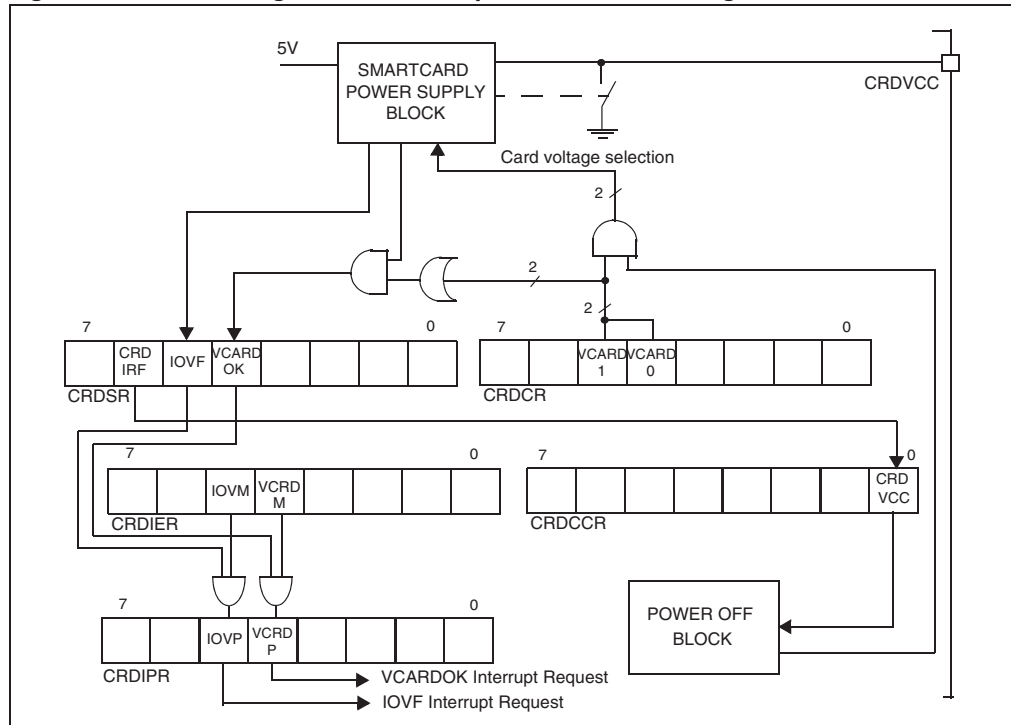 5V
SMARTCARD
POWER SUPPLY
BLOCK
CRDVCC
Card voltage selection
2
2
2
7
0
CRD
IRF
IOVF
VCARD
OK
CRDSR
7
0
VCARD
1
VCARD
0
CRDCR
7
0
IOVM
VCRD
M
CRDIER
7
0
CRD
VCC
CRDCCR
7
0
IOVP
VCRD
P
CRDIPR
POWER OFF
BLOCK
VCARDOK Interrupt Request
IOVF Interrupt Request